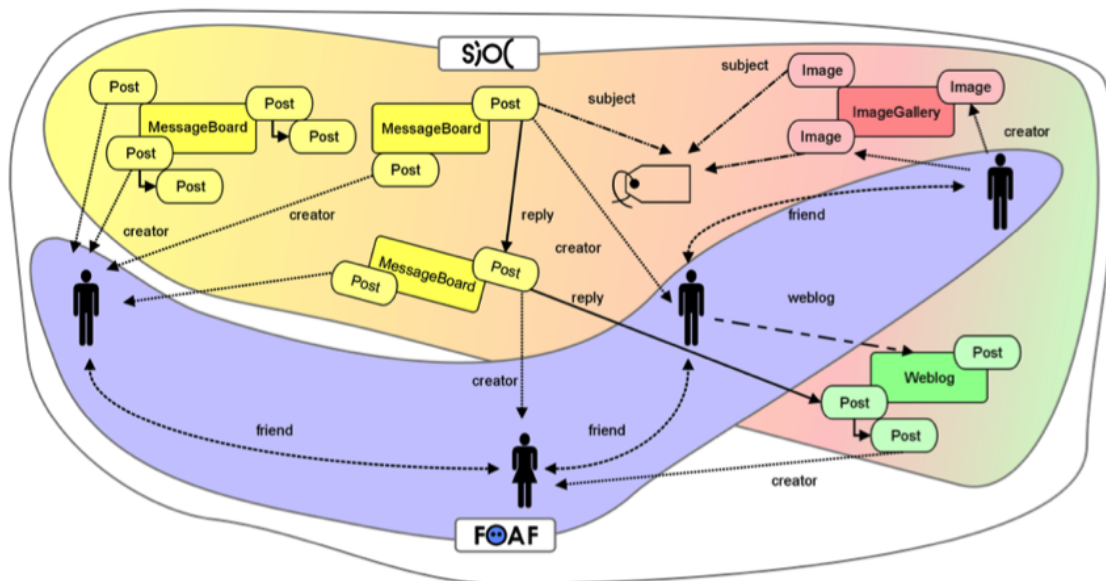 SIOC
subject
Image
Post
Image
Post
Post
subject
MessageBoard
MessageBoard
ImageGallery
Post
Image
creator
Post
Post
Post
creator
friend
reply
creator
creator
Post
MessageBoard
Post
reply
weblog
Post
creator
Weblog
Post
friend
friend
Post
creator
FOAF